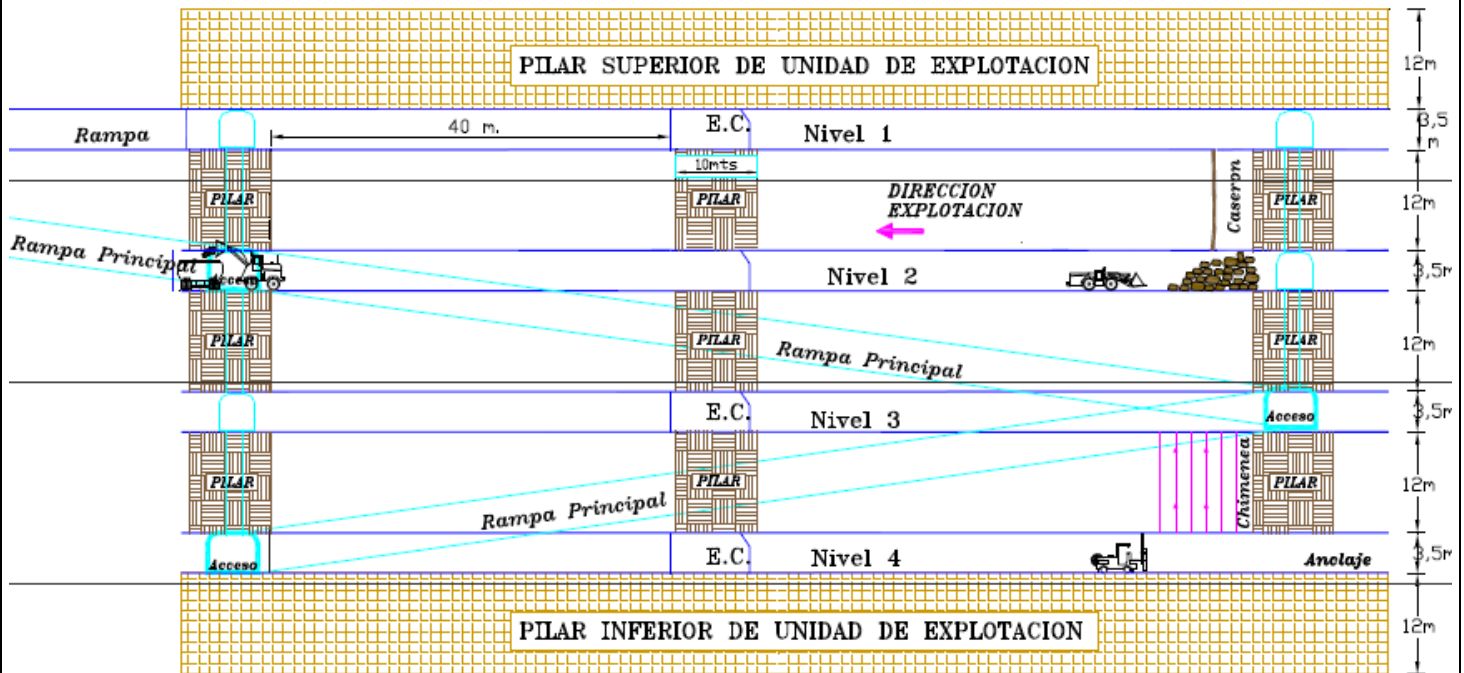 PILAR SUPERIOR DE UNIDAD DE EXPLOTACION
12m
Rampa
40 m.
E.C.
Nivel 1
3,5
m
10mts
PILAR
PILAR
DIRECCION
EXPLOTACION
Caseron
PILAR
12m
Rampa Principal
Acceso
Nivel 2
3,5m
PILAR
PILAR
Rampa Principal
PILAR
12m
E.C.
Nivel 3
Acceso
3,5m
PILAR
PILAR
Rampa Principal
Chimenea
PILAR
12m
Acceso
E.C.
Nivel 4
Anclaje
3,5m
PILAR INFERIOR DE UNIDAD DE EXPLOTACION
12m